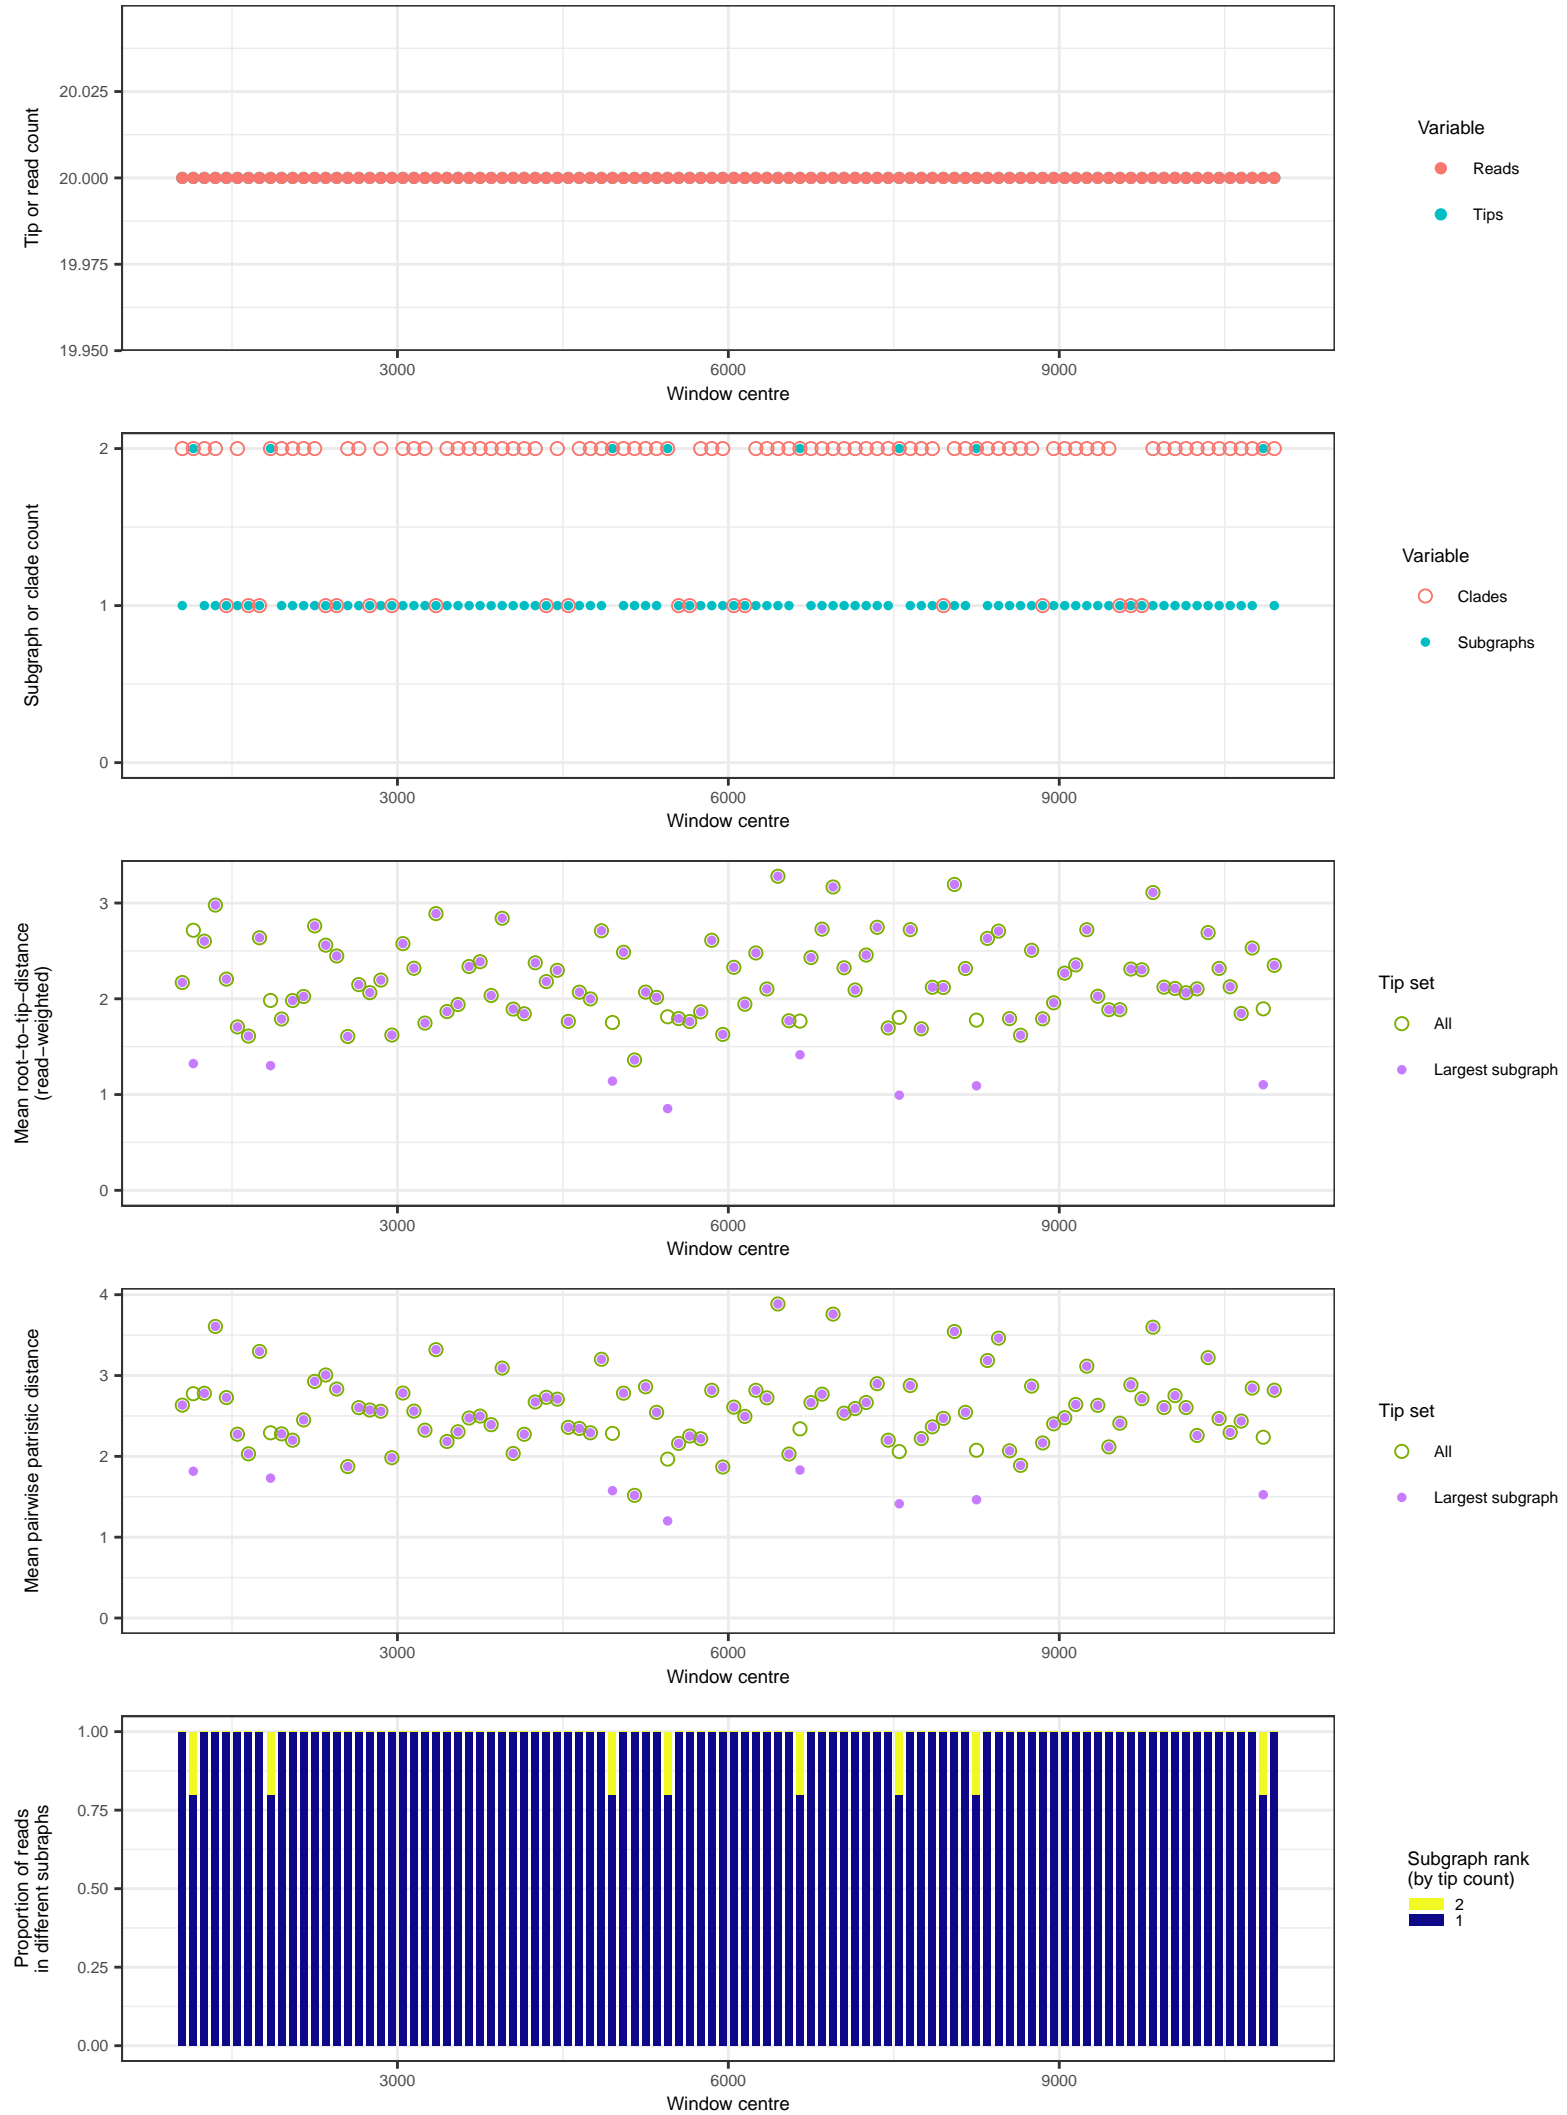 20.025
20.000
19.975
19.950
Tip or read count
3000
6000
9000
Window centre
Variable
Reads
Tips
2
1
0
Subgraph or clade count
3000
6000
9000
Window centre
Variable
Clades
Subgraphs
3
2
1
0
Mean root−to−tip−distance
(read−weighted)
3000
6000
9000
Window centre
Tip set
All
Largest subgraph
4
3
2
1
0
Mean pairwise patristic distance
3000
6000
9000
Window centre
Tip set
All
Largest subgraph
1.00
0.75
0.50
0.25
0.00
Proportion of reads
in different subraphs
3000
6000
9000
Window centre
Subgraph rank
(by tip count)
2
1